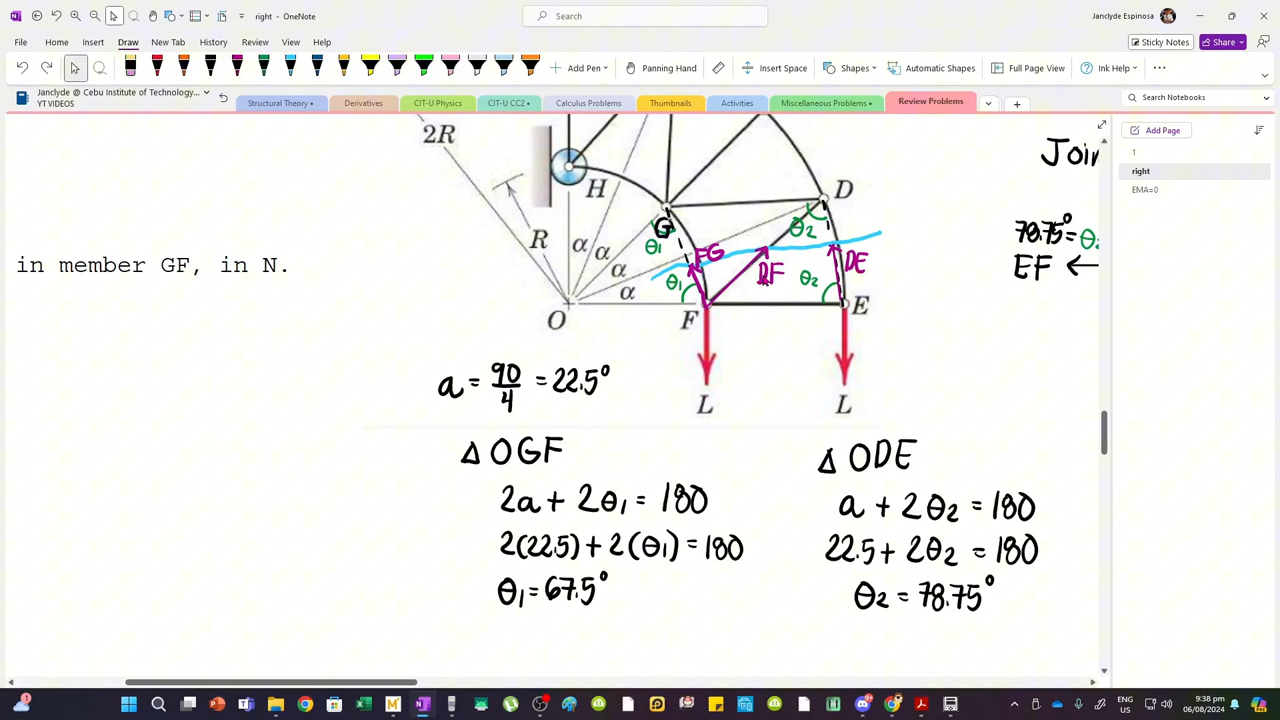 right - OneNote
Search
Janclyde Espinosa
File Home Insert Draw New Tab History Review View Help
Sticky Notes Share
Add Pen Panning Hand Insert Space Shapes Automatic Shapes Full Page View Ink Help
Janclyde @ Cebu Institute of Technology...
YT VIDEOS
Structural Theory Derivatives CIT-U Physics CIT-U CC2 Calculus Problems Thumbnails Activities Miscellaneous Problems Review Problems
Search Notebooks
Add Page
1
right
EMA=0
2R
Join
H
D
G
R
α α
α
α
θ1
θ2
FG
DF
DE
θ1
θ2
78.75° = θ2
EF ←
in member GF, in N.
O
F
E
L
L
a = 90/4 = 22.5°
Δ OGF
2a + 2θ1 = 180
2(22.5) + 2(θ1) = 180
θ1 = 67.5°
Δ ODE
a + 2θ2 = 180
22.5 + 2θ2 = 180
θ2 = 78.75°
1
ENG
US
9:38 pm
06/08/2024